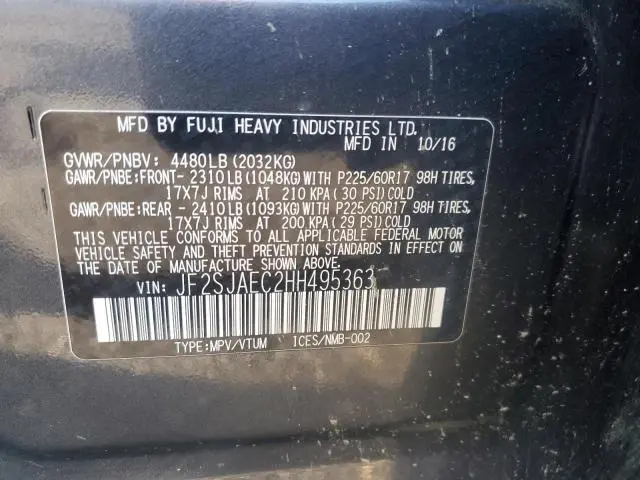 MFD BY FUJI HEAVY INDUSTRIES LTD.
MFD IN 10/16
GVWR/PNBV: 4480LB(2032KG)
GAWR/PNBE:FRONT- 2310LB(1048KG)WITH P225/60R17 98H TIRES,
17X7J RIMS AT 210 KPA(30 PSI)COLD
GAWR/PNBE:REAR - 2410LB(1093KG)WITH P225/60R17 98H TIRES,
17X7J RIMS AT 200 KPA(29 PSI)COLD
THIS VEHICLE CONFORMS TO ALL APPLICABLE FEDERAL MOTOR
VEHICLE SAFETY AND THEFT PREVENTION STANDARDS IN EFFECT ON
THE DATE OF MANUFACTURE SHOWN ABOVE.
VIN: JF2SJAEC2HH495363
TYPE:MPV/VTUM ICES/NMB-002